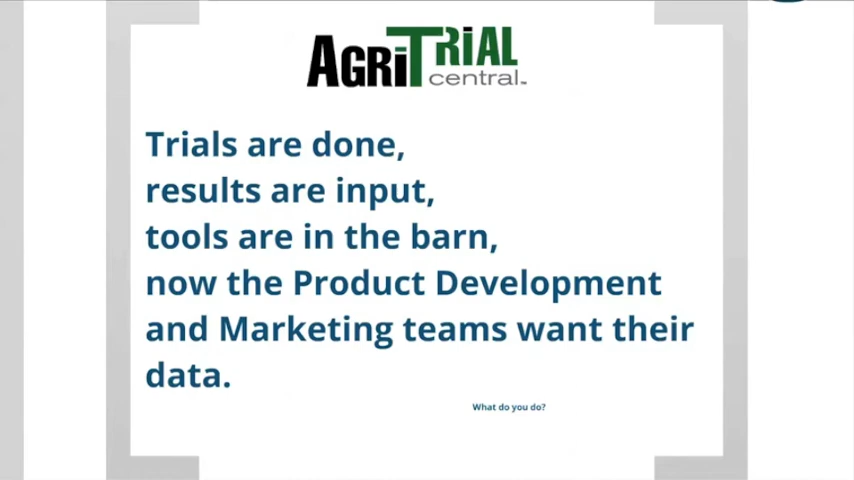 AGRiTRiAL
central™
Trials are done,
results are input,
tools are in the barn,
now the Product Development
and Marketing teams want their
data.
What do you do?